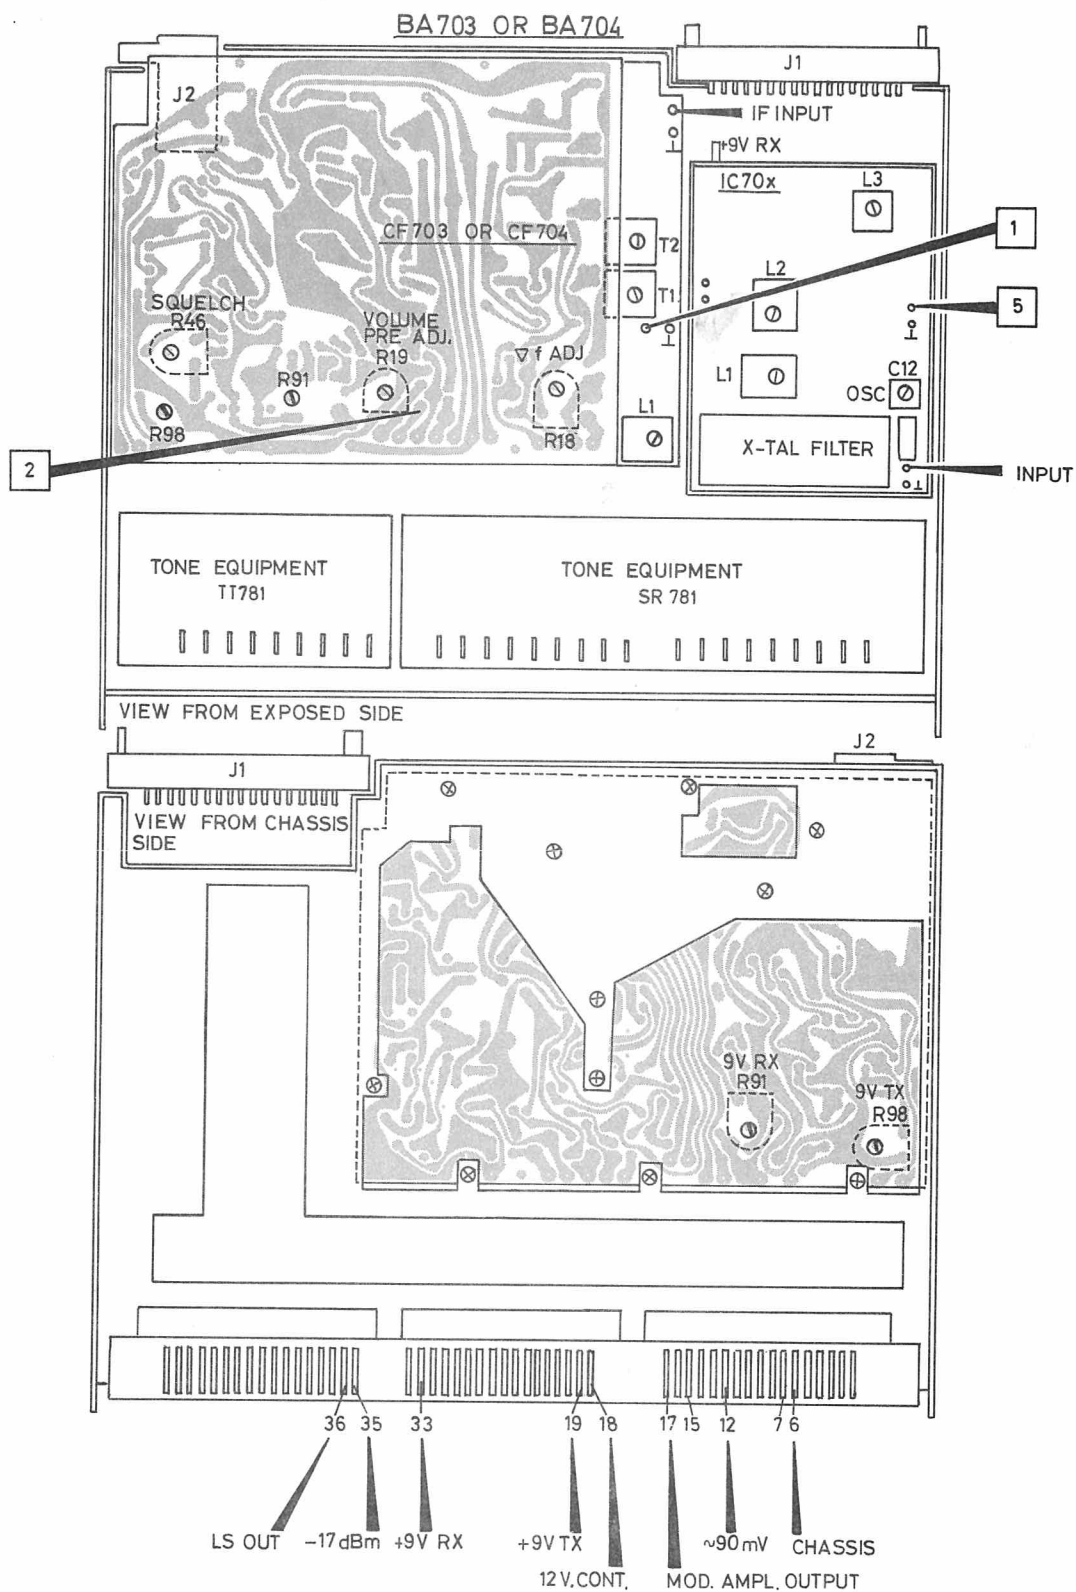 BA703 OR BA704
J1
J2
IF INPUT
+9V RX
IC70x
L3
CF703 OR CF704
T2
1
L2
T1
5
SQUELCH
R46
VOLUME
PRE ADJ.
R19
∇ f ADJ
R91
L1
C12
OSC
L1
R98
R18
X-TAL FILTER
2
INPUT
TONE EQUIPMENT
TT781
TONE EQUIPMENT
SR 781
VIEW FROM EXPOSED SIDE
J2
J1
VIEW FROM CHASSIS
SIDE
9V RX
R91
9V TX
R98
36 35 33 19 18 17 15 12 7 6
LS OUT -17dBm +9V RX +9V TX ~90mV CHASSIS
12V.CONT. MOD. AMPL. OUTPUT